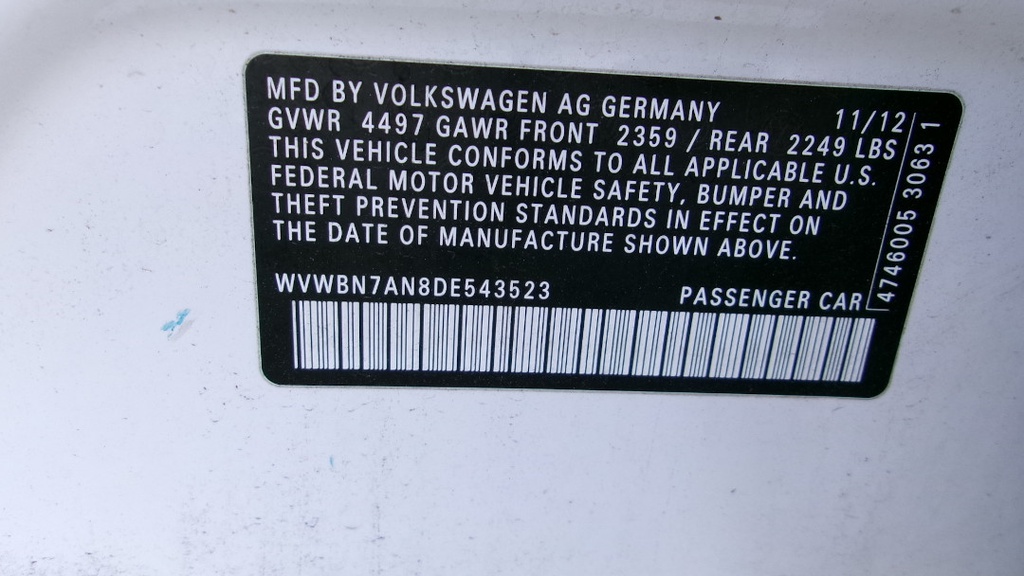 MFD BY VOLKSWAGEN AG GERMANY 11/12
GVWR 4497 GAWR FRONT 2359 / REAR 2249 LBS
THIS VEHICLE CONFORMS TO ALL APPLICABLE U.S.
FEDERAL MOTOR VEHICLE SAFETY, BUMPER AND
THEFT PREVENTION STANDARDS IN EFFECT ON
THE DATE OF MANUFACTURE SHOWN ABOVE.
WVWBN7AN8DE543523 PASSENGER CAR
4746005 3063 1